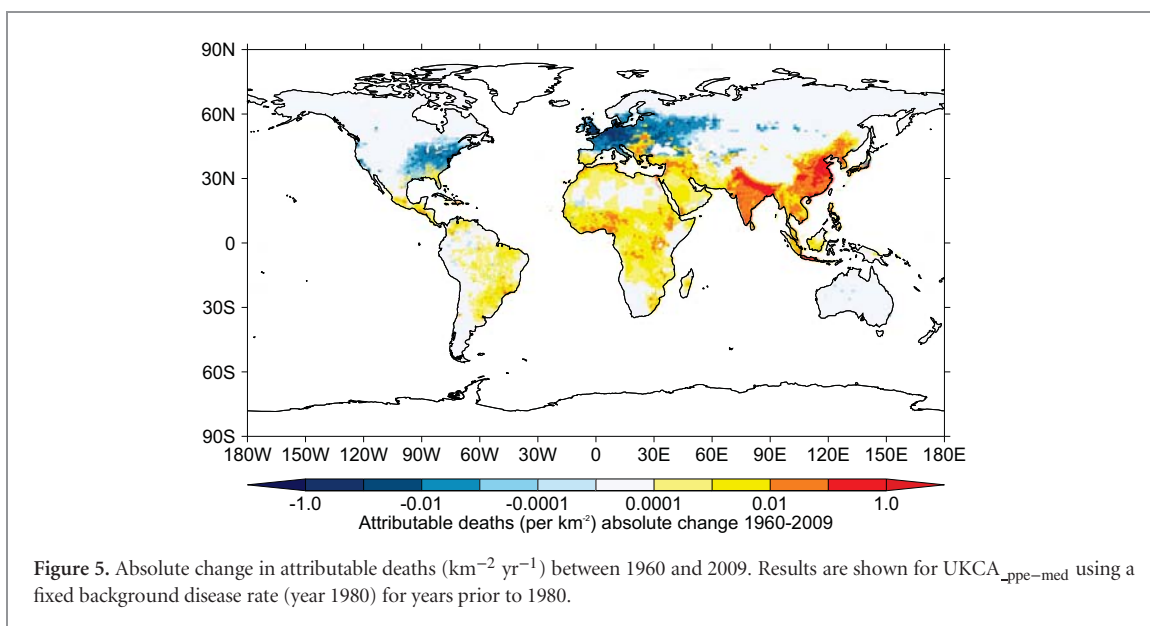 90N
60N
30N
0
30S
60S
90S
180W 150W 120W 90W 60W 30W 0 30E 60E 90E 120E 150E 180E
-1.0 -0.01 -0.0001 0.0001 0.01 1.0
Attributable deaths (per km⁻²) absolute change 1960-2009
Figure 5. Absolute change in attributable deaths (km⁻² yr⁻¹) between 1960 and 2009. Results are shown for UKCA_ppe−med using a
fixed background disease rate (year 1980) for years prior to 1980.